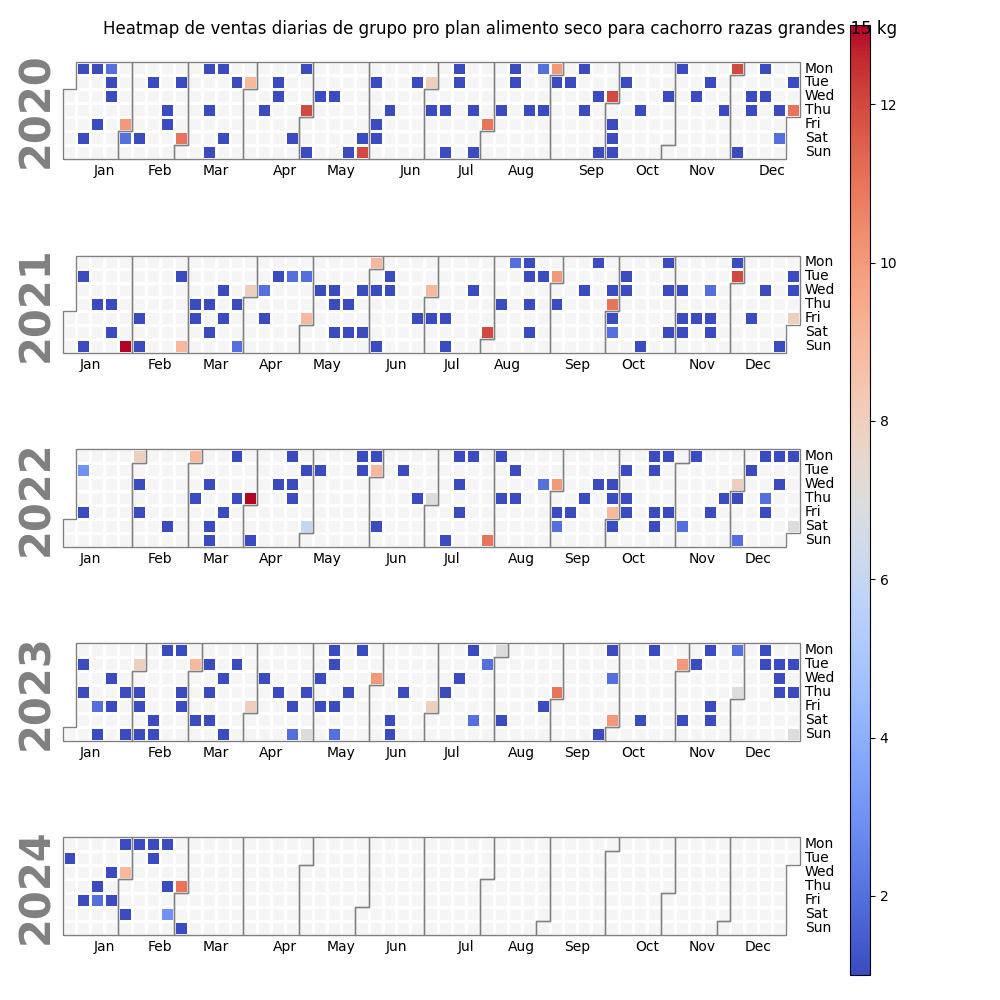 Heatmap de ventas diarias de grupo pro plan alimento seco para cachorro razas grandes 15 kg
2020
Mon
Tue
Wed
Thu
Fri
Sat
Sun
Jan Feb Mar Apr May Jun Jul Aug Sep Oct Nov Dec
2021
Mon
Tue
Wed
Thu
Fri
Sat
Sun
Jan Feb Mar Apr May Jun Jul Aug Sep Oct Nov Dec
2022
Mon
Tue
Wed
Thu
Fri
Sat
Sun
Jan Feb Mar Apr May Jun Jul Aug Sep Oct Nov Dec
2023
Mon
Tue
Wed
Thu
Fri
Sat
Sun
Jan Feb Mar Apr May Jun Jul Aug Sep Oct Nov Dec
2024
Mon
Tue
Wed
Thu
Fri
Sat
Sun
Jan Feb Mar Apr May Jun Jul Aug Sep Oct Nov Dec
12
10
8
6
4
2